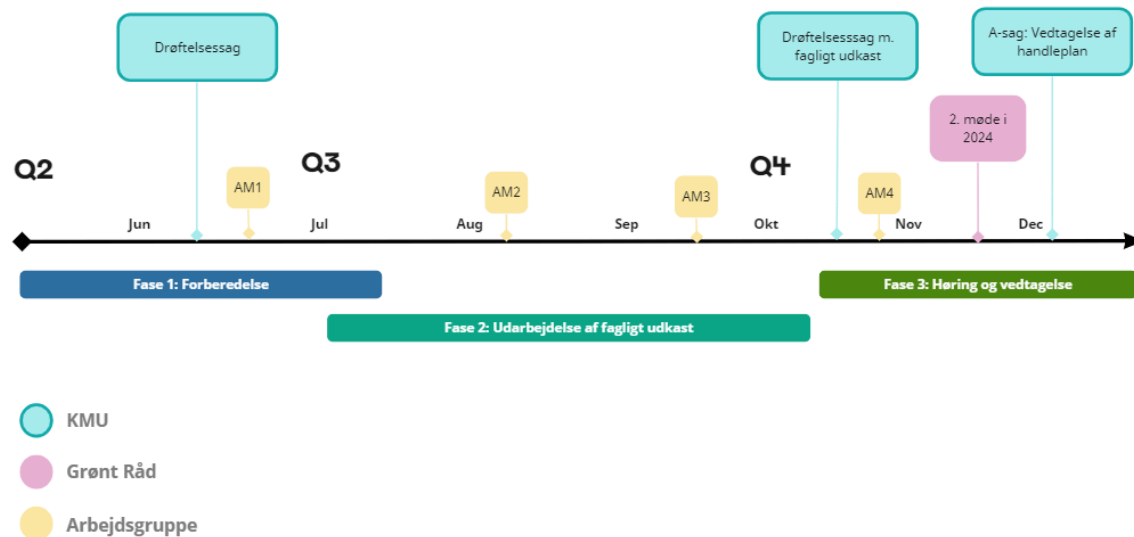 Drøftelsessag
Drøftelsesssag m.
fagligt udkast
A-sag: Vedtagelse af
handleplan
2. møde i
2024
Q2
Q3
Q4
AM1
AM2
AM3
AM4
Jun
Jul
Aug
Sep
Okt
Nov
Dec
Fase 1: Forberedelse
Fase 3: Høring og vedtagelse
Fase 2: Udarbejdelse af fagligt udkast
KMU
Grønt Råd
Arbejdsgruppe